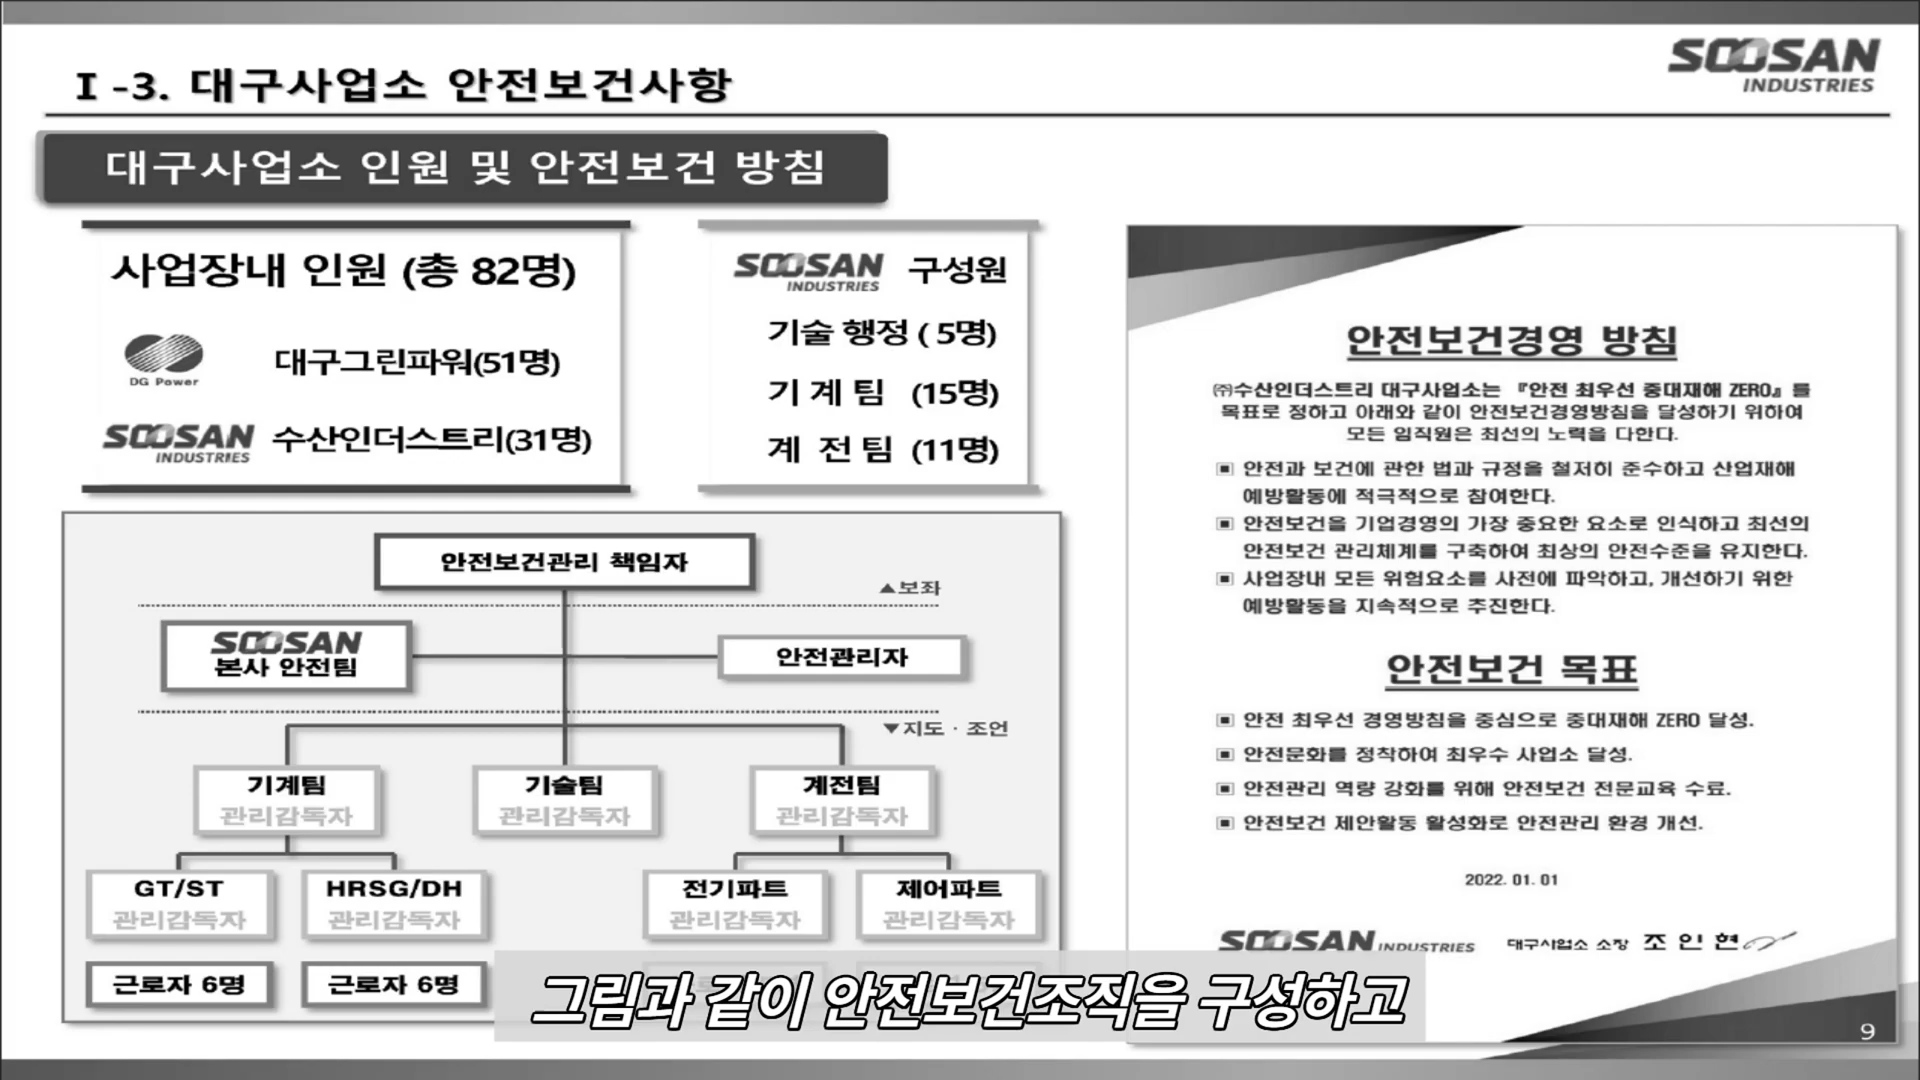 SOOSAN
INDUSTRIES
Ⅰ-3. 대구사업소 안전보건사항
대구사업소 인원 및 안전보건 방침
사업장내 인원 (총 82명)
DG Power
대구그린파워(51명)
SOOSAN
INDUSTRIES
수산인더스트리(31명)
SOOSAN
INDUSTRIES
구성원
기술 행정 ( 5명)
기 계 팀 (15명)
계 전 팀 (11명)
안전보건관리 책임자
▲보좌
SOOSAN
본사 안전팀
안전관리자
▼지도 · 조언
기계팀
관리감독자
기술팀
관리감독자
계전팀
관리감독자
GT/ST
관리감독자
HRSG/DH
관리감독자
전기파트
관리감독자
제어파트
관리감독자
근로자 6명
근로자 6명
안전보건경영 방침
㈜수산인더스트리 대구사업소는 『안전 최우선 중대재해 ZERO』를
목표로 정하고 아래와 같이 안전보건경영방침을 달성하기 위하여
모든 임직원은 최선의 노력을 다한다.
▣ 안전과 보건에 관한 법과 규정을 철저히 준수하고 산업재해
예방활동에 적극적으로 참여한다.
▣ 안전보건을 기업경영의 가장 중요한 요소로 인식하고 최선의
안전보건 관리체계를 구축하여 최상의 안전수준을 유지한다.
▣ 사업장내 모든 위험요소를 사전에 파악하고, 개선하기 위한
예방활동을 지속적으로 추진한다.
안전보건 목표
▣ 안전 최우선 경영방침을 중심으로 중대재해 ZERO 달성.
▣ 안전문화를 정착하여 최우수 사업소 달성.
▣ 안전관리 역량 강화를 위해 안전보건 전문교육 수료.
▣ 안전보건 제안활동 활성화로 안전관리 환경 개선.
2022. 01. 01
SOOSAN INDUSTRIES 대구사업소 소장 조 인 현
그림과 같이 안전보건조직을 구성하고
9